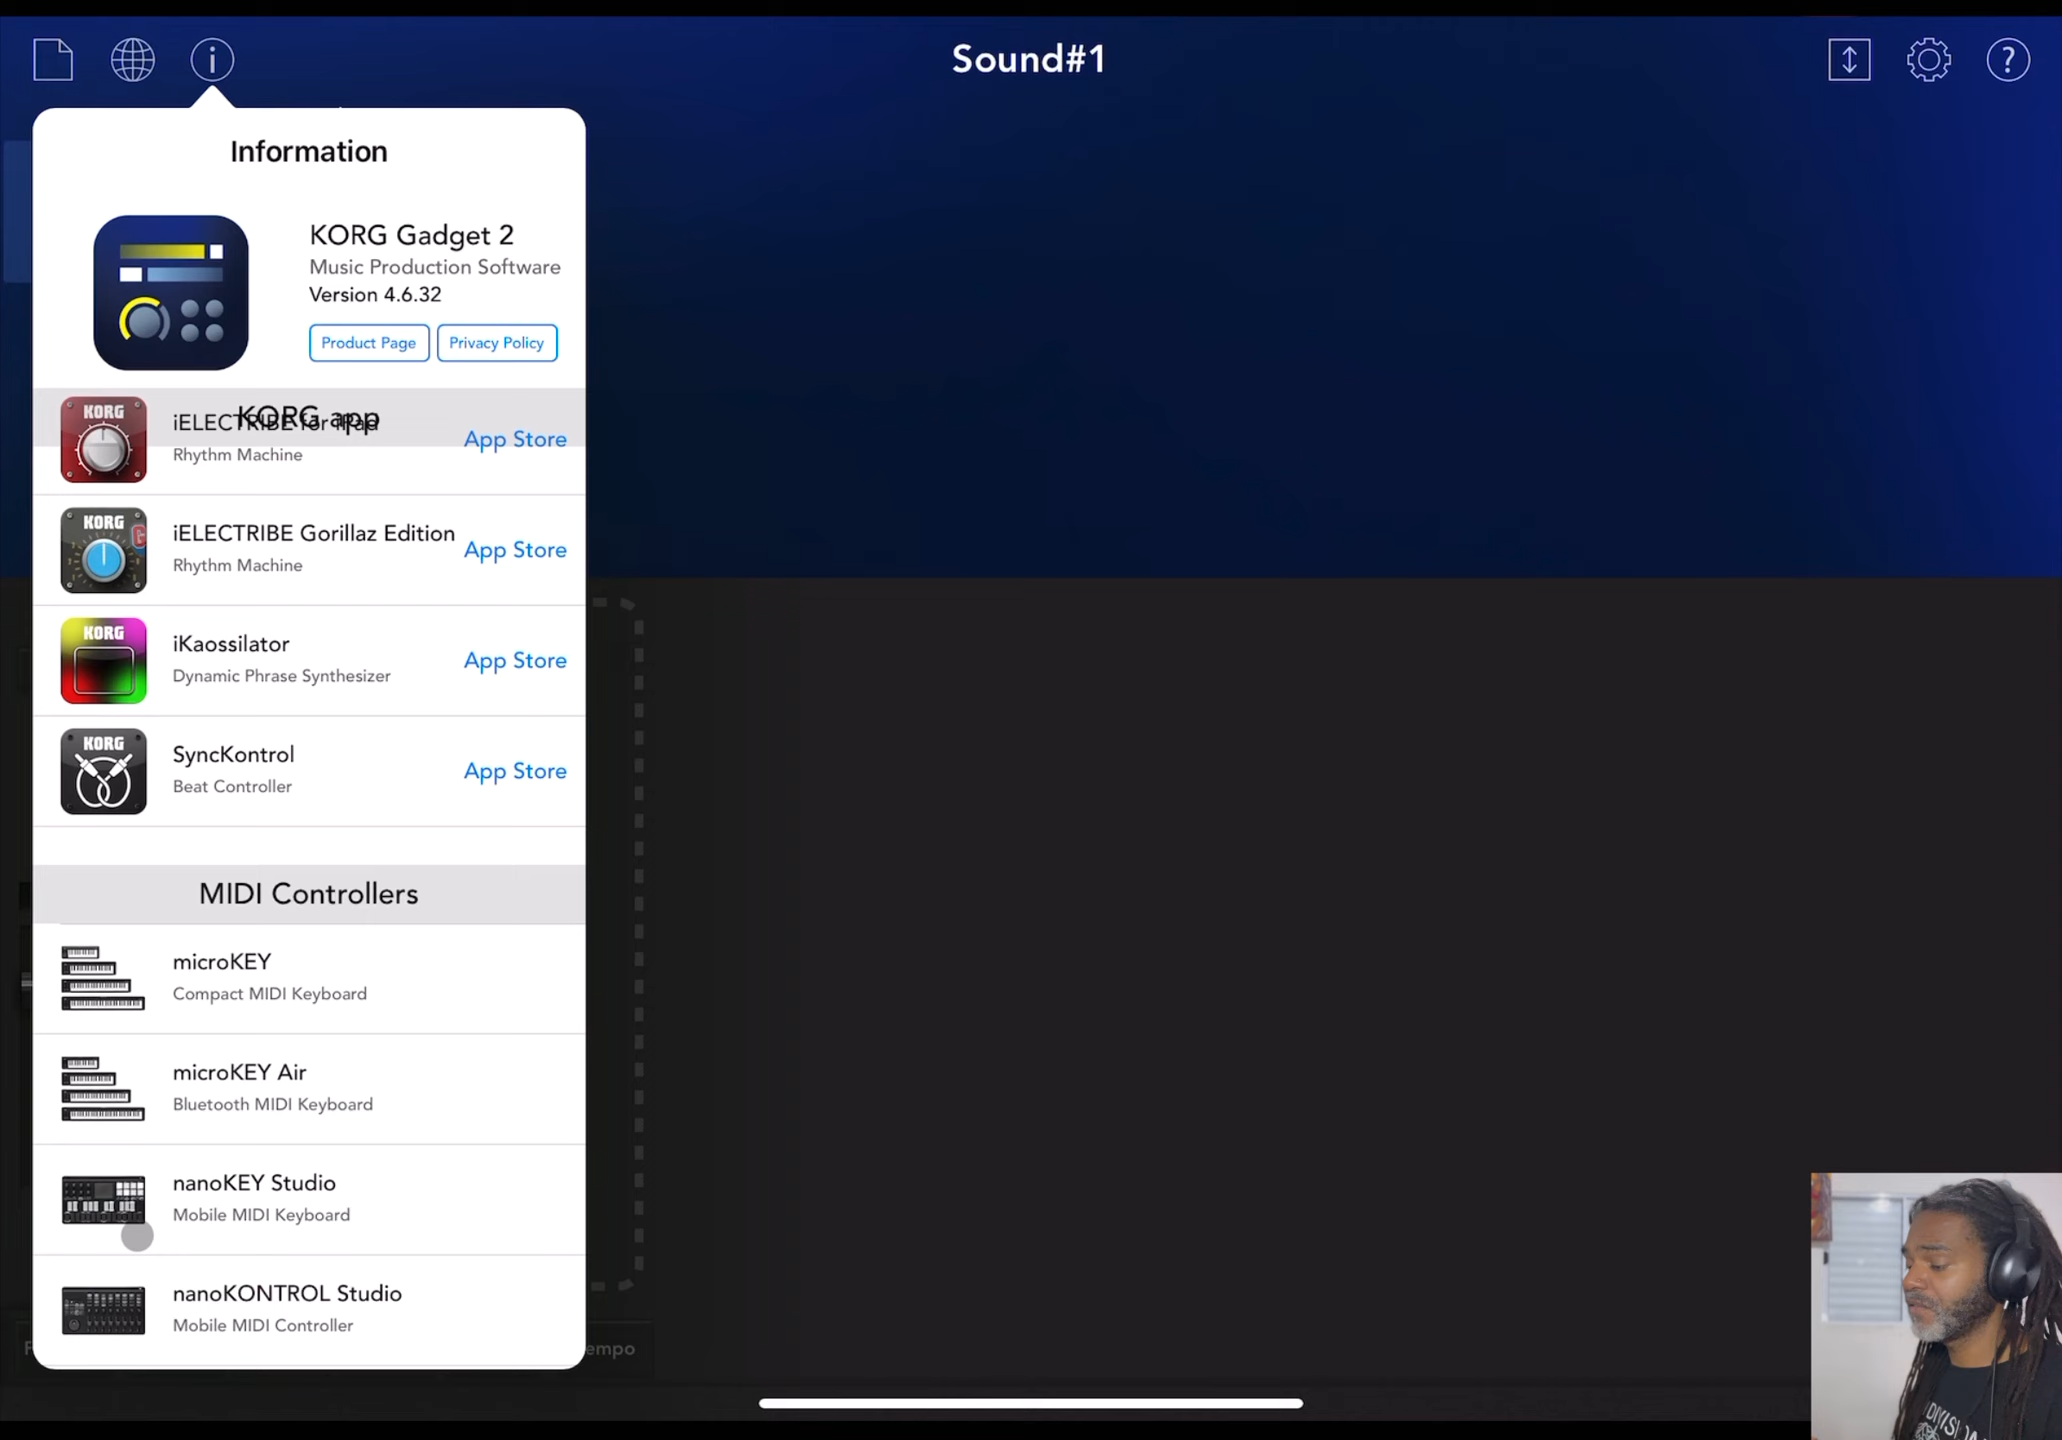 Sound#1
Information
KORG Gadget 2
Music Production Software
Version 4.6.32
Product Page
Privacy Policy
KORG app
KORG
iELECTRIBE for iPad
Rhythm Machine
App Store
KORG
iELECTRIBE Gorillaz Edition
Rhythm Machine
App Store
KORG
iKaossilator
Dynamic Phrase Synthesizer
App Store
KORG
SyncKontrol
Beat Controller
App Store
MIDI Controllers
microKEY
Compact MIDI Keyboard
microKEY Air
Bluetooth MIDI Keyboard
nanoKEY Studio
Mobile MIDI Keyboard
nanoKONTROL Studio
Mobile MIDI Controller
empo